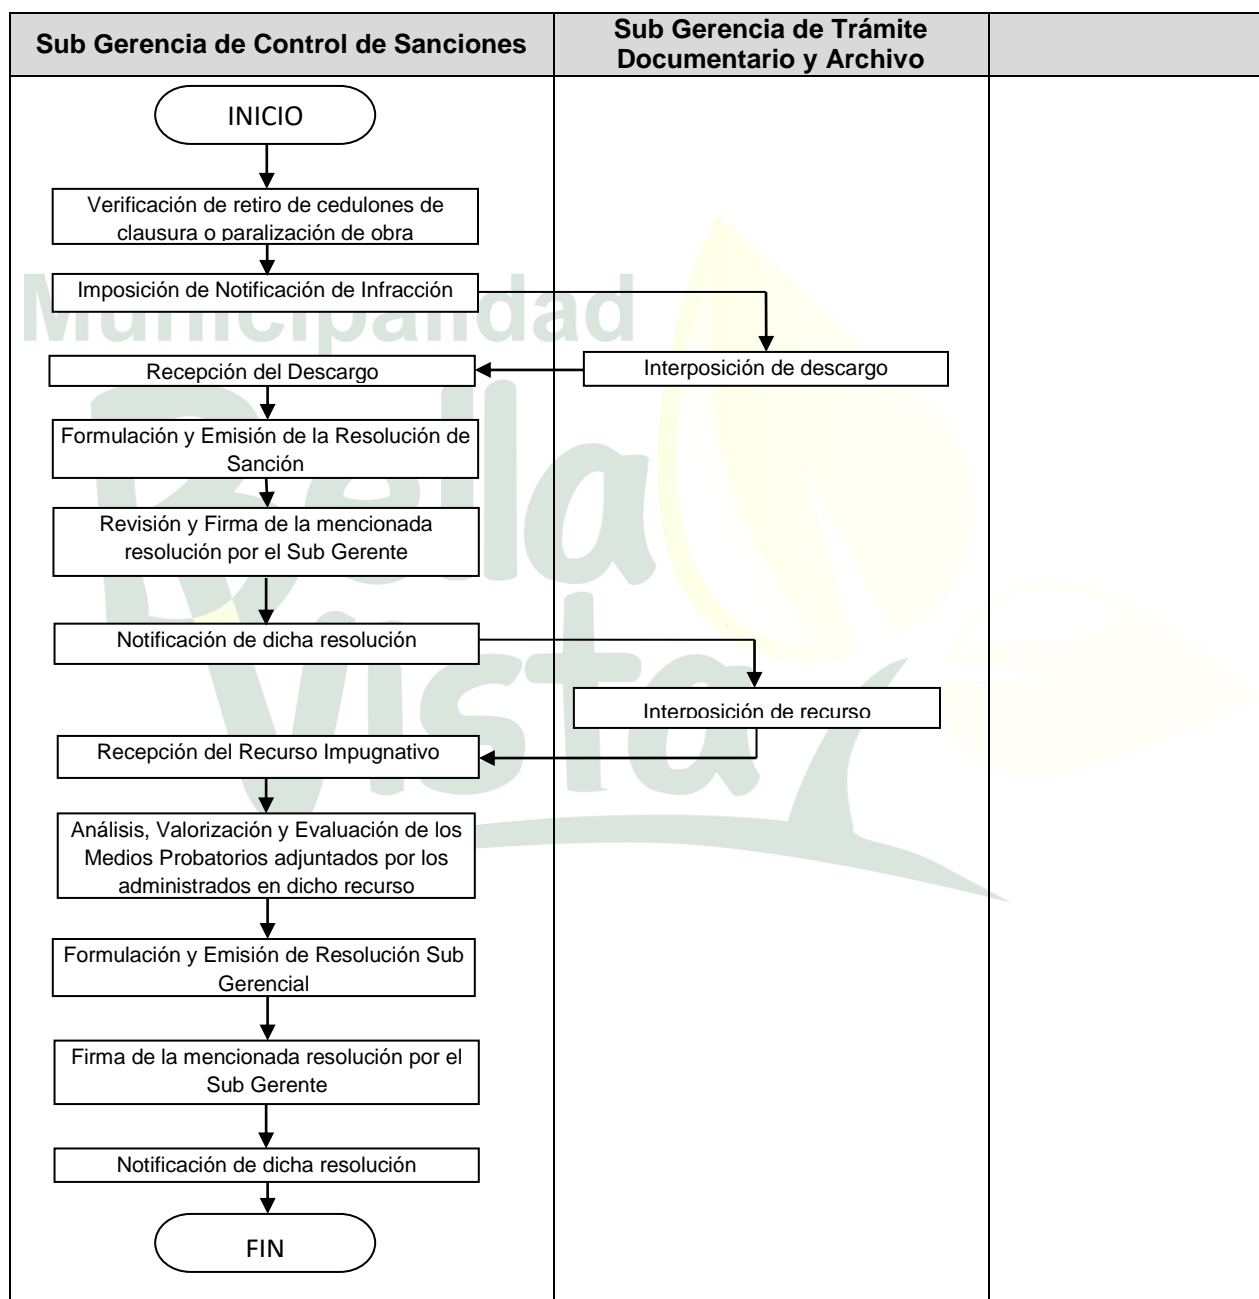 Sub Gerencia de Control de Sanciones
Sub Gerencia de Trámite
Documentario y Archivo
INICIO
Verificación de retiro de cedulones de
clausura o paralización de obra
Imposición de Notificación de Infracción
Interposición de descargo
Recepción del Descargo
Formulación y Emisión de la Resolución de
Sanción
Revisión y Firma de la mencionada
resolución por el Sub Gerente
Notificación de dicha resolución
Interposición de recurso
Recepción del Recurso Impugnativo
Análisis, Valorización y Evaluación de los
Medios Probatorios adjuntados por los
administrados en dicho recurso
Formulación y Emisión de Resolución Sub
Gerencial
Firma de la mencionada resolución por el
Sub Gerente
Notificación de dicha resolución
FIN
Municipalidad
Bella
Vista